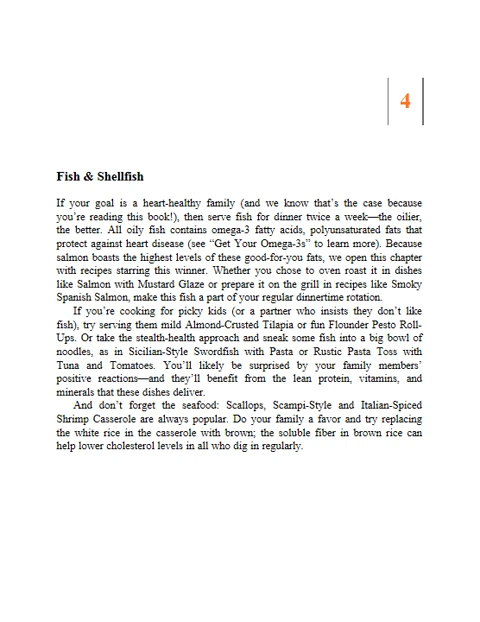 4
Fish & Shellfish
If your goal is a heart-healthy family (and we know that’s the case because
you’re reading this book!), then serve fish for dinner twice a week—the oilier,
the better. All oily fish contains omega-3 fatty acids, polyunsaturated fats that
protect against heart disease (see “Get Your Omega-3s” to learn more). Because
salmon boasts the highest levels of these good-for-you fats, we open this chapter
with recipes starring this winner. Whether you chose to oven roast it in dishes
like Salmon with Mustard Glaze or prepare it on the grill in recipes like Smoky
Spanish Salmon, make this fish a part of your regular dinnertime rotation.
If you’re cooking for picky kids (or a partner who insists they don’t like
fish), try serving them mild Almond-Crusted Tilapia or fun Flounder Pesto Roll-
Ups. Or take the stealth-health approach and sneak some fish into a big bowl of
noodles, as in Sicilian-Style Swordfish with Pasta or Rustic Pasta Toss with
Tuna and Tomatoes. You’ll likely be surprised by your family members’
positive reactions—and they’ll benefit from the lean protein, vitamins, and
minerals that these dishes deliver.
And don’t forget the seafood: Scallops, Scampi-Style and Italian-Spiced
Shrimp Casserole are always popular. Do your family a favor and try replacing
the white rice in the casserole with brown; the soluble fiber in brown rice can
help lower cholesterol levels in all who dig in regularly.